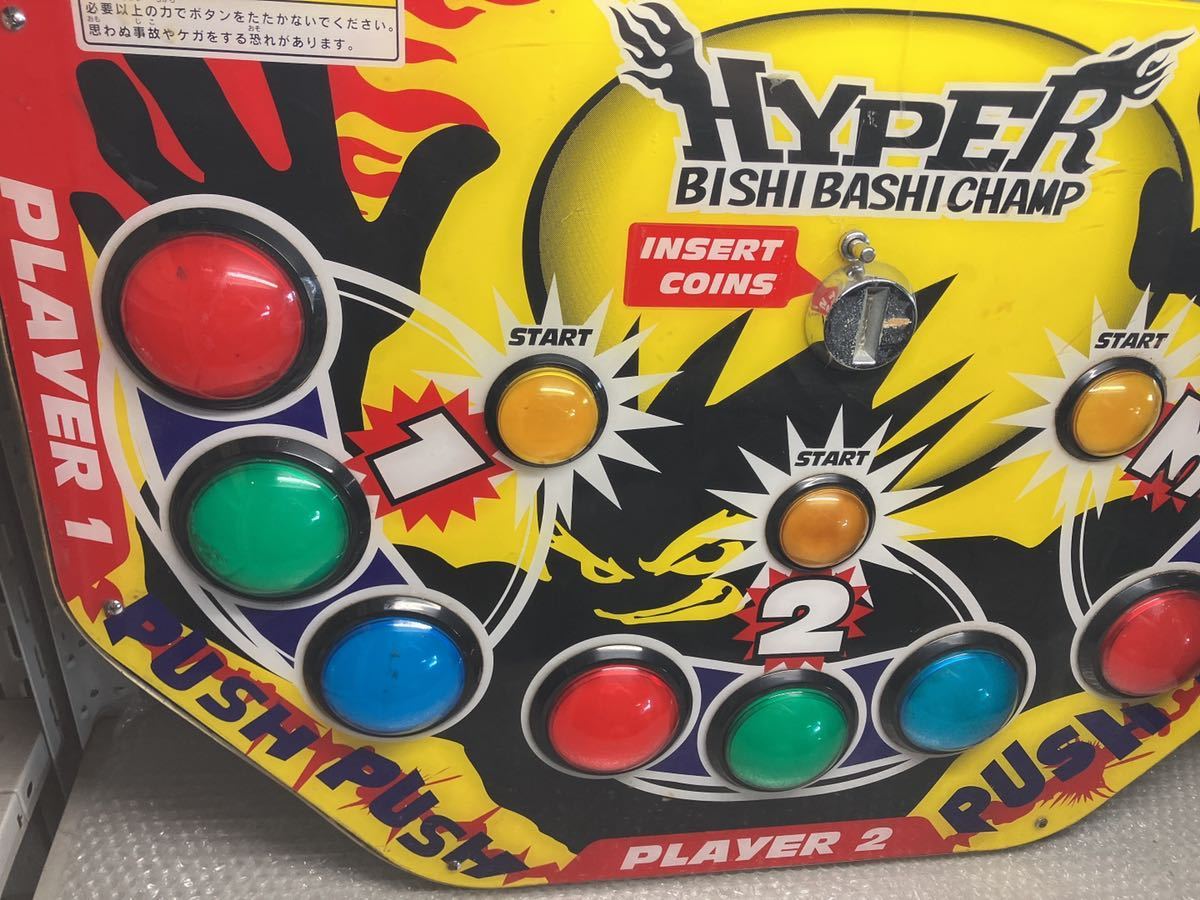 必要以上の力でボタンをたたかないでください。
思わぬ事故やケガをする恐れがあります。
HYPER
BISHI BASHI CHAMP
INSERT
COINS
PLAYER 1
START
1
START
2
START
M
PUSH PUSH
PUSH
PLAYER 2